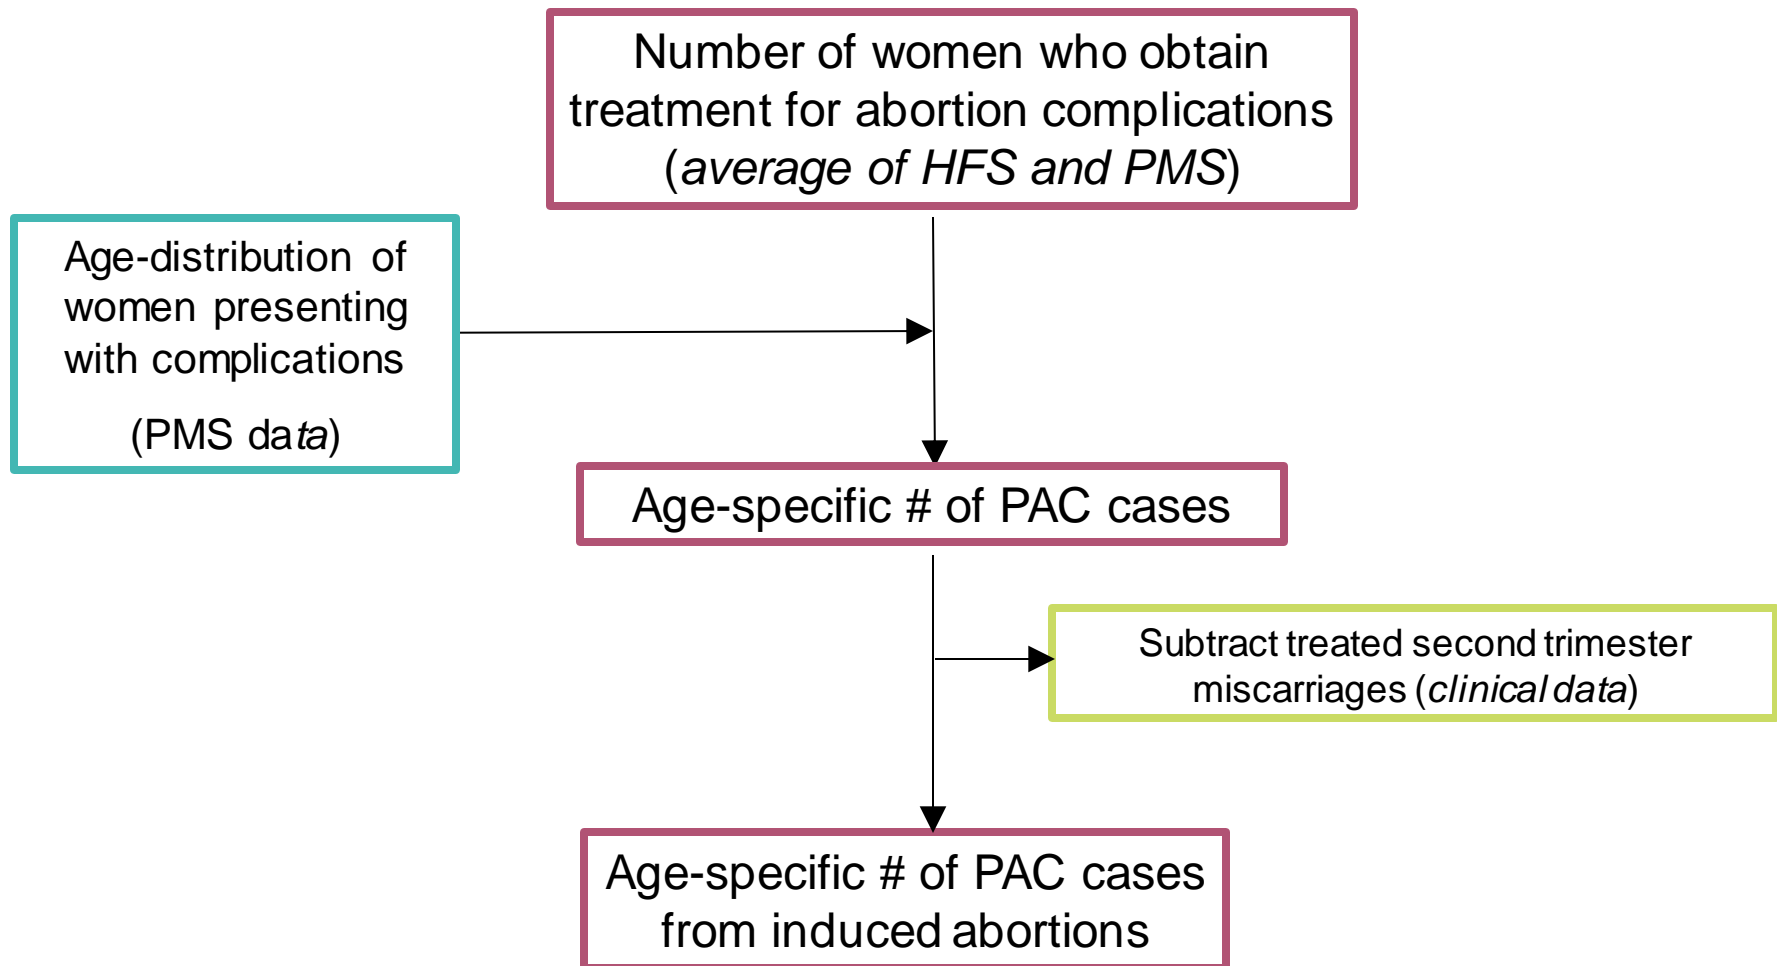 Number of women who obtain
treatment for abortion complications
(average of HFS and PMS)
Age-distribution of
women presenting
with complications
(PMS data)
Age-specific # of PAC cases
Subtract treated second trimester
miscarriages (clinical data)
Age-specific # of PAC cases
from induced abortions